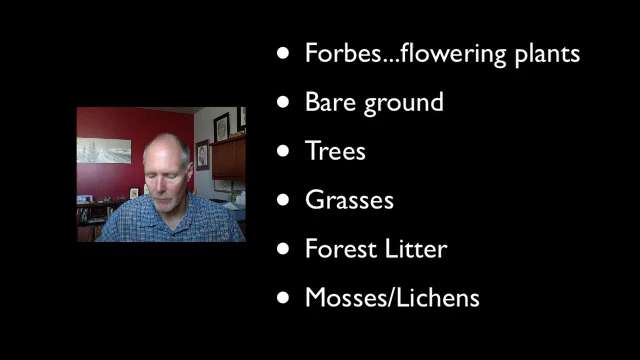 • Forbes...flowering plants
• Bare ground
• Trees
• Grasses
• Forest Litter
• Mosses/Lichens